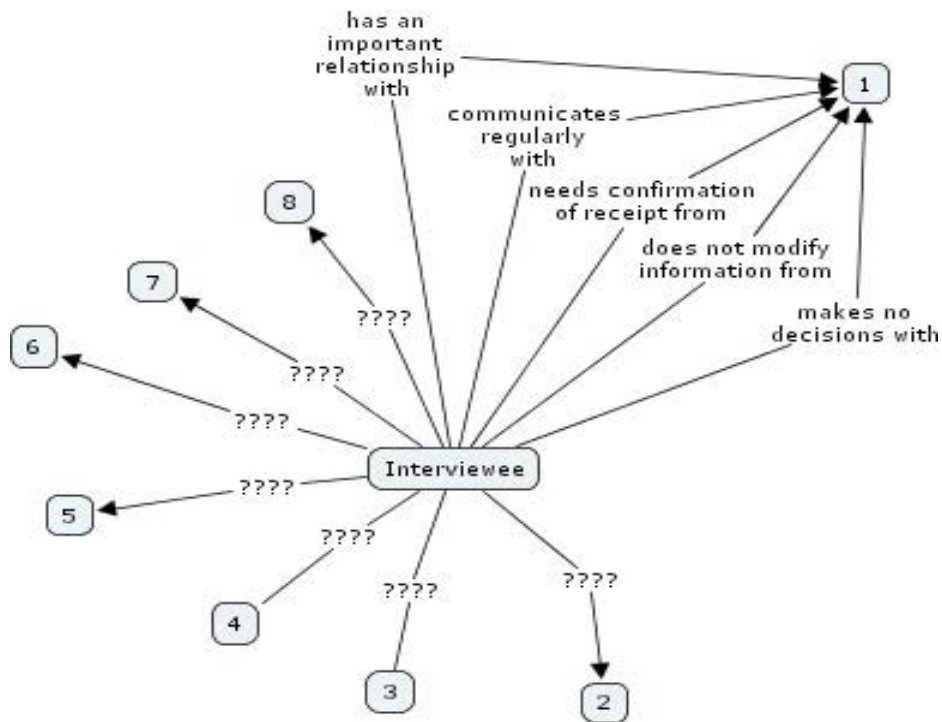 has an
important
relationship
with
1
communicates
regularly
with
needs confirmation
of receipt from
8
does not modify
information from
7
makes no
decisions with
????
6
????
????
Interviewee
????
5
????
????
????
4
3
2